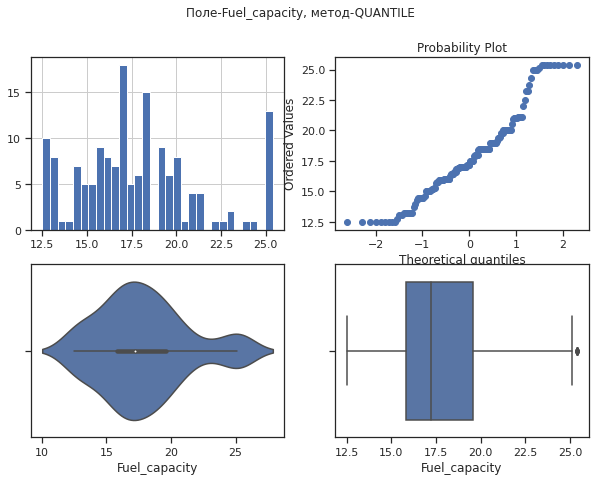 Поле-Fuel_capacity, метод-QUANTILE
15
10
5
0
12.5 15.0 17.5 20.0 22.5 25.0
Probability Plot
Ordered Values
25.0
22.5
20.0
17.5
15.0
12.5
−2 −1 0 1 2
Theoretical quantiles
10 15 20 25
Fuel_capacity
12.5 15.0 17.5 20.0 22.5 25.0
Fuel_capacity